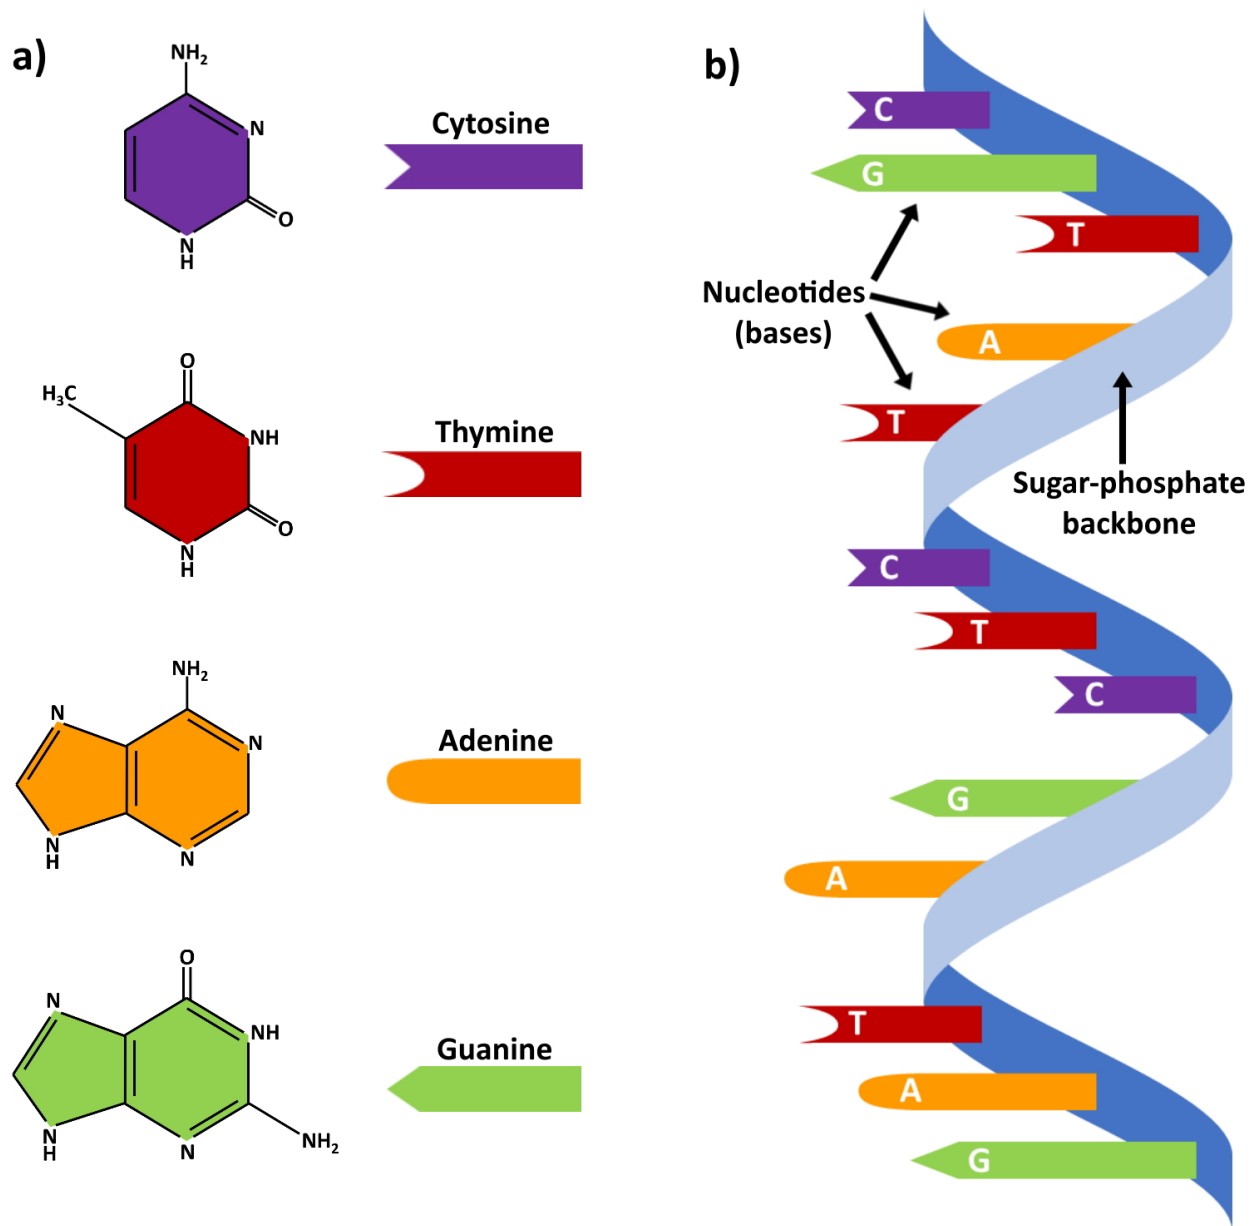 a)
NH₂
N
O
N
H
Cytosine
O
H₃C
NH
O
N
H
Thymine
NH₂
N
N
N
H
N
Adenine
O
N
NH
N
H
N
NH₂
Guanine
b)
C
G
T
Nucleotides
(bases)
A
T
Sugar-phosphate
backbone
C
T
C
G
A
T
A
G